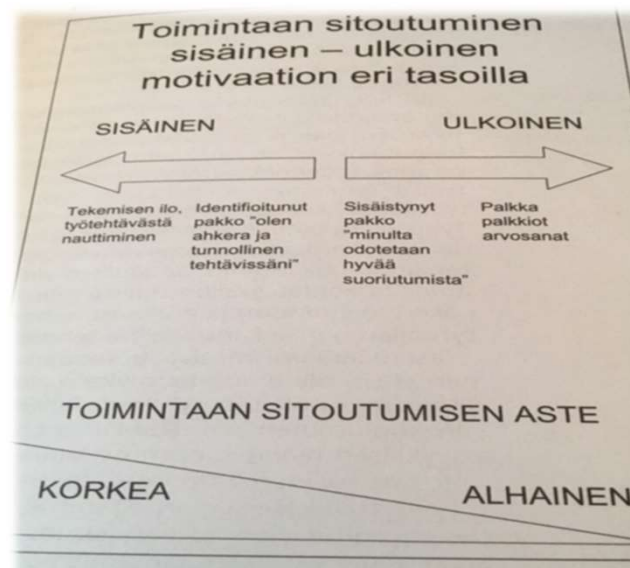 Toimintaan sitoutuminen
sisäinen – ulkoinen
motivaation eri tasoilla
SISÄINEN
ULKOINEN
Tekemisen ilo,
työtehtävästä
nauttiminen
Identifioitunut
pakko "olen
ahkera ja
tunnollinen
tehtävissäni"
Sisäistynyt
pakko
"minulta
odotetaan
hyvää
suoriutumista"
Palkka
palkkiot
arvosanat
TOIMINTAAN SITOUTUMISEN ASTE
KORKEA
ALHAINEN